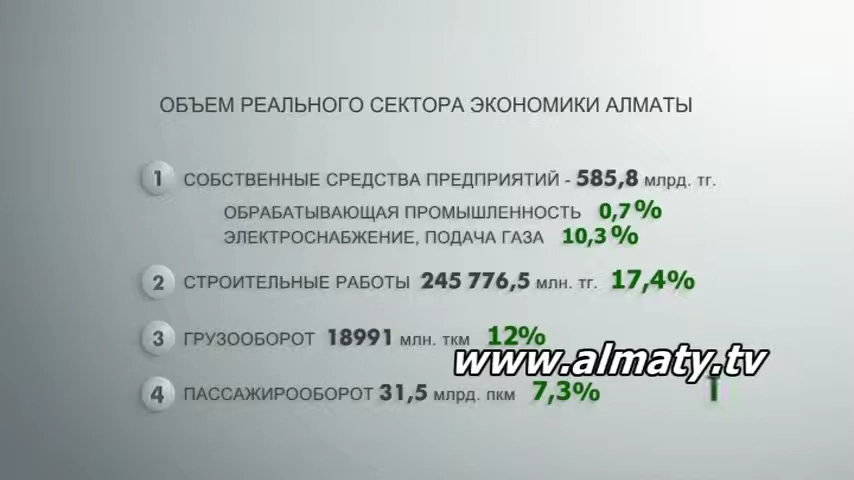 ОБЪЕМ РЕАЛЬНОГО СЕКТОРА ЭКОНОМИКИ АЛМАТЫ
1 СОБСТВЕННЫЕ СРЕДСТВА ПРЕДПРИЯТИЙ - 585,8 млрд. тг.
ОБРАБАТЫВАЮЩАЯ ПРОМЫШЛЕННОСТЬ 0,7%
ЭЛЕКТРОСНАБЖЕНИЕ, ПОДАЧА ГАЗА 10,3%
2 СТРОИТЕЛЬНЫЕ РАБОТЫ 245 776,5 млн. тг. 17,4%
3 ГРУЗООБОРОТ 18991 млн. ткм 12%
www.almaty.tv
4 ПАССАЖИРООБОРОТ 31,5 млрд. пкм 7,3%